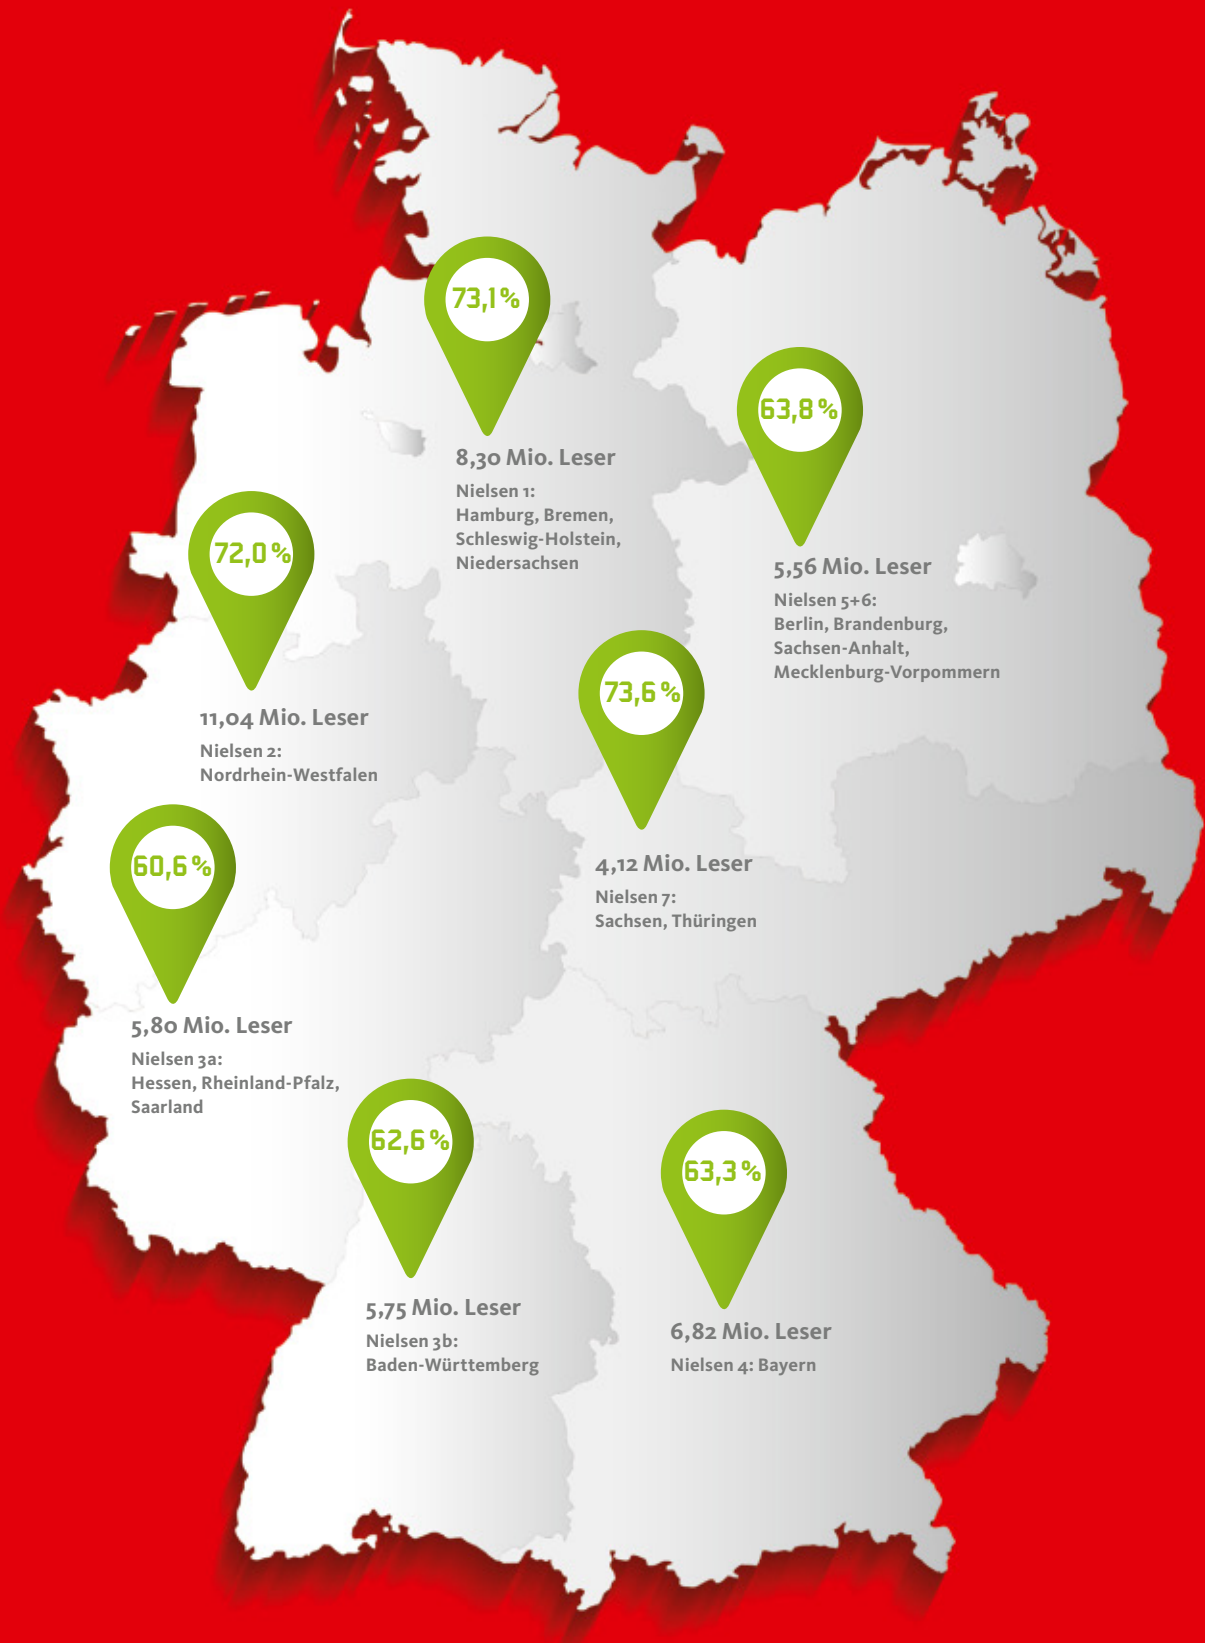 73,1%
8,30 Mio. Leser
Nielsen 1:
Hamburg, Bremen,
Schleswig-Holstein,
Niedersachsen
63,8%
5,56 Mio. Leser
Nielsen 5+6:
Berlin, Brandenburg,
Sachsen-Anhalt,
Mecklenburg-Vorpommern
72,0%
11,04 Mio. Leser
Nielsen 2:
Nordrhein-Westfalen
73,6%
4,12 Mio. Leser
Nielsen 7:
Sachsen, Thüringen
60,6%
5,80 Mio. Leser
Nielsen 3a:
Hessen, Rheinland-Pfalz,
Saarland
62,6%
5,75 Mio. Leser
Nielsen 3b:
Baden-Württemberg
63,3%
6,82 Mio. Leser
Nielsen 4: Bayern